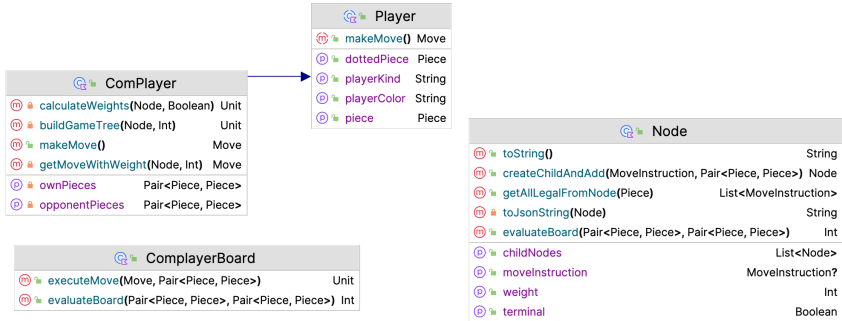 Player
makeMove() Move
dottedPiece Piece
playerKind String
playerColor String
piece Piece
ComPlayer
calculateWeights(Node, Boolean) Unit
buildGameTree(Node, Int) Unit
makeMove() Move
getMoveWithWeight(Node, Int) Move
ownPieces Pair<Piece, Piece>
opponentPieces Pair<Piece, Piece>
Node
toString() String
createChildAndAdd(MoveInstruction, Pair<Piece, Piece>) Node
getAllLegalFromNode(Piece) List<MoveInstruction>
toJsonString(Node) String
evaluateBoard(Pair<Piece, Piece>, Pair<Piece, Piece>) Int
childNodes List<Node>
moveInstruction MoveInstruction?
weight Int
terminal Boolean
ComplayerBoard
executeMove(Move, Pair<Piece, Piece>) Unit
evaluateBoard(Pair<Piece, Piece>, Pair<Piece, Piece>) Int